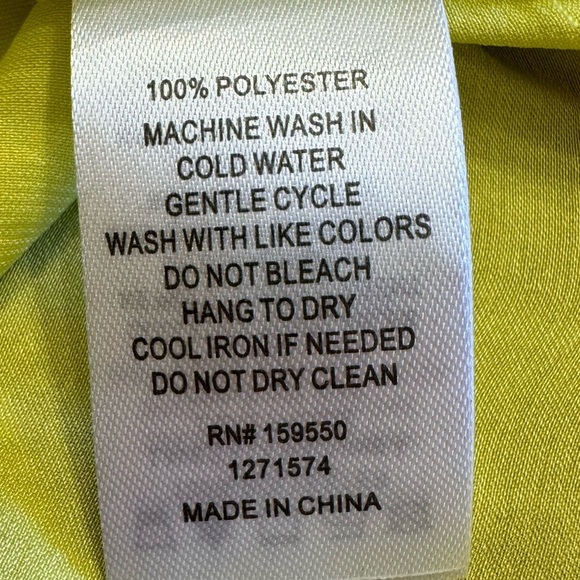 100% POLYESTER
MACHINE WASH IN
COLD WATER
GENTLE CYCLE
WASH WITH LIKE COLORS
DO NOT BLEACH
HANG TO DRY
COOL IRON IF NEEDED
DO NOT DRY CLEAN
RN# 159550
1271574
MADE IN CHINA